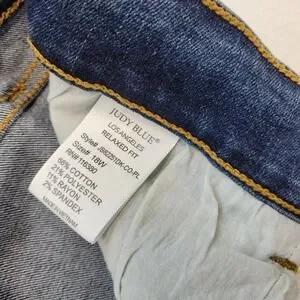 JUDY BLUE®
LOS ANGELES
RELAXED FIT
Size# 18W
RN# 116380
66% COTTON
21% POLYESTER
11% RAYON
2% SPANDEX
MADE IN VIETNAM